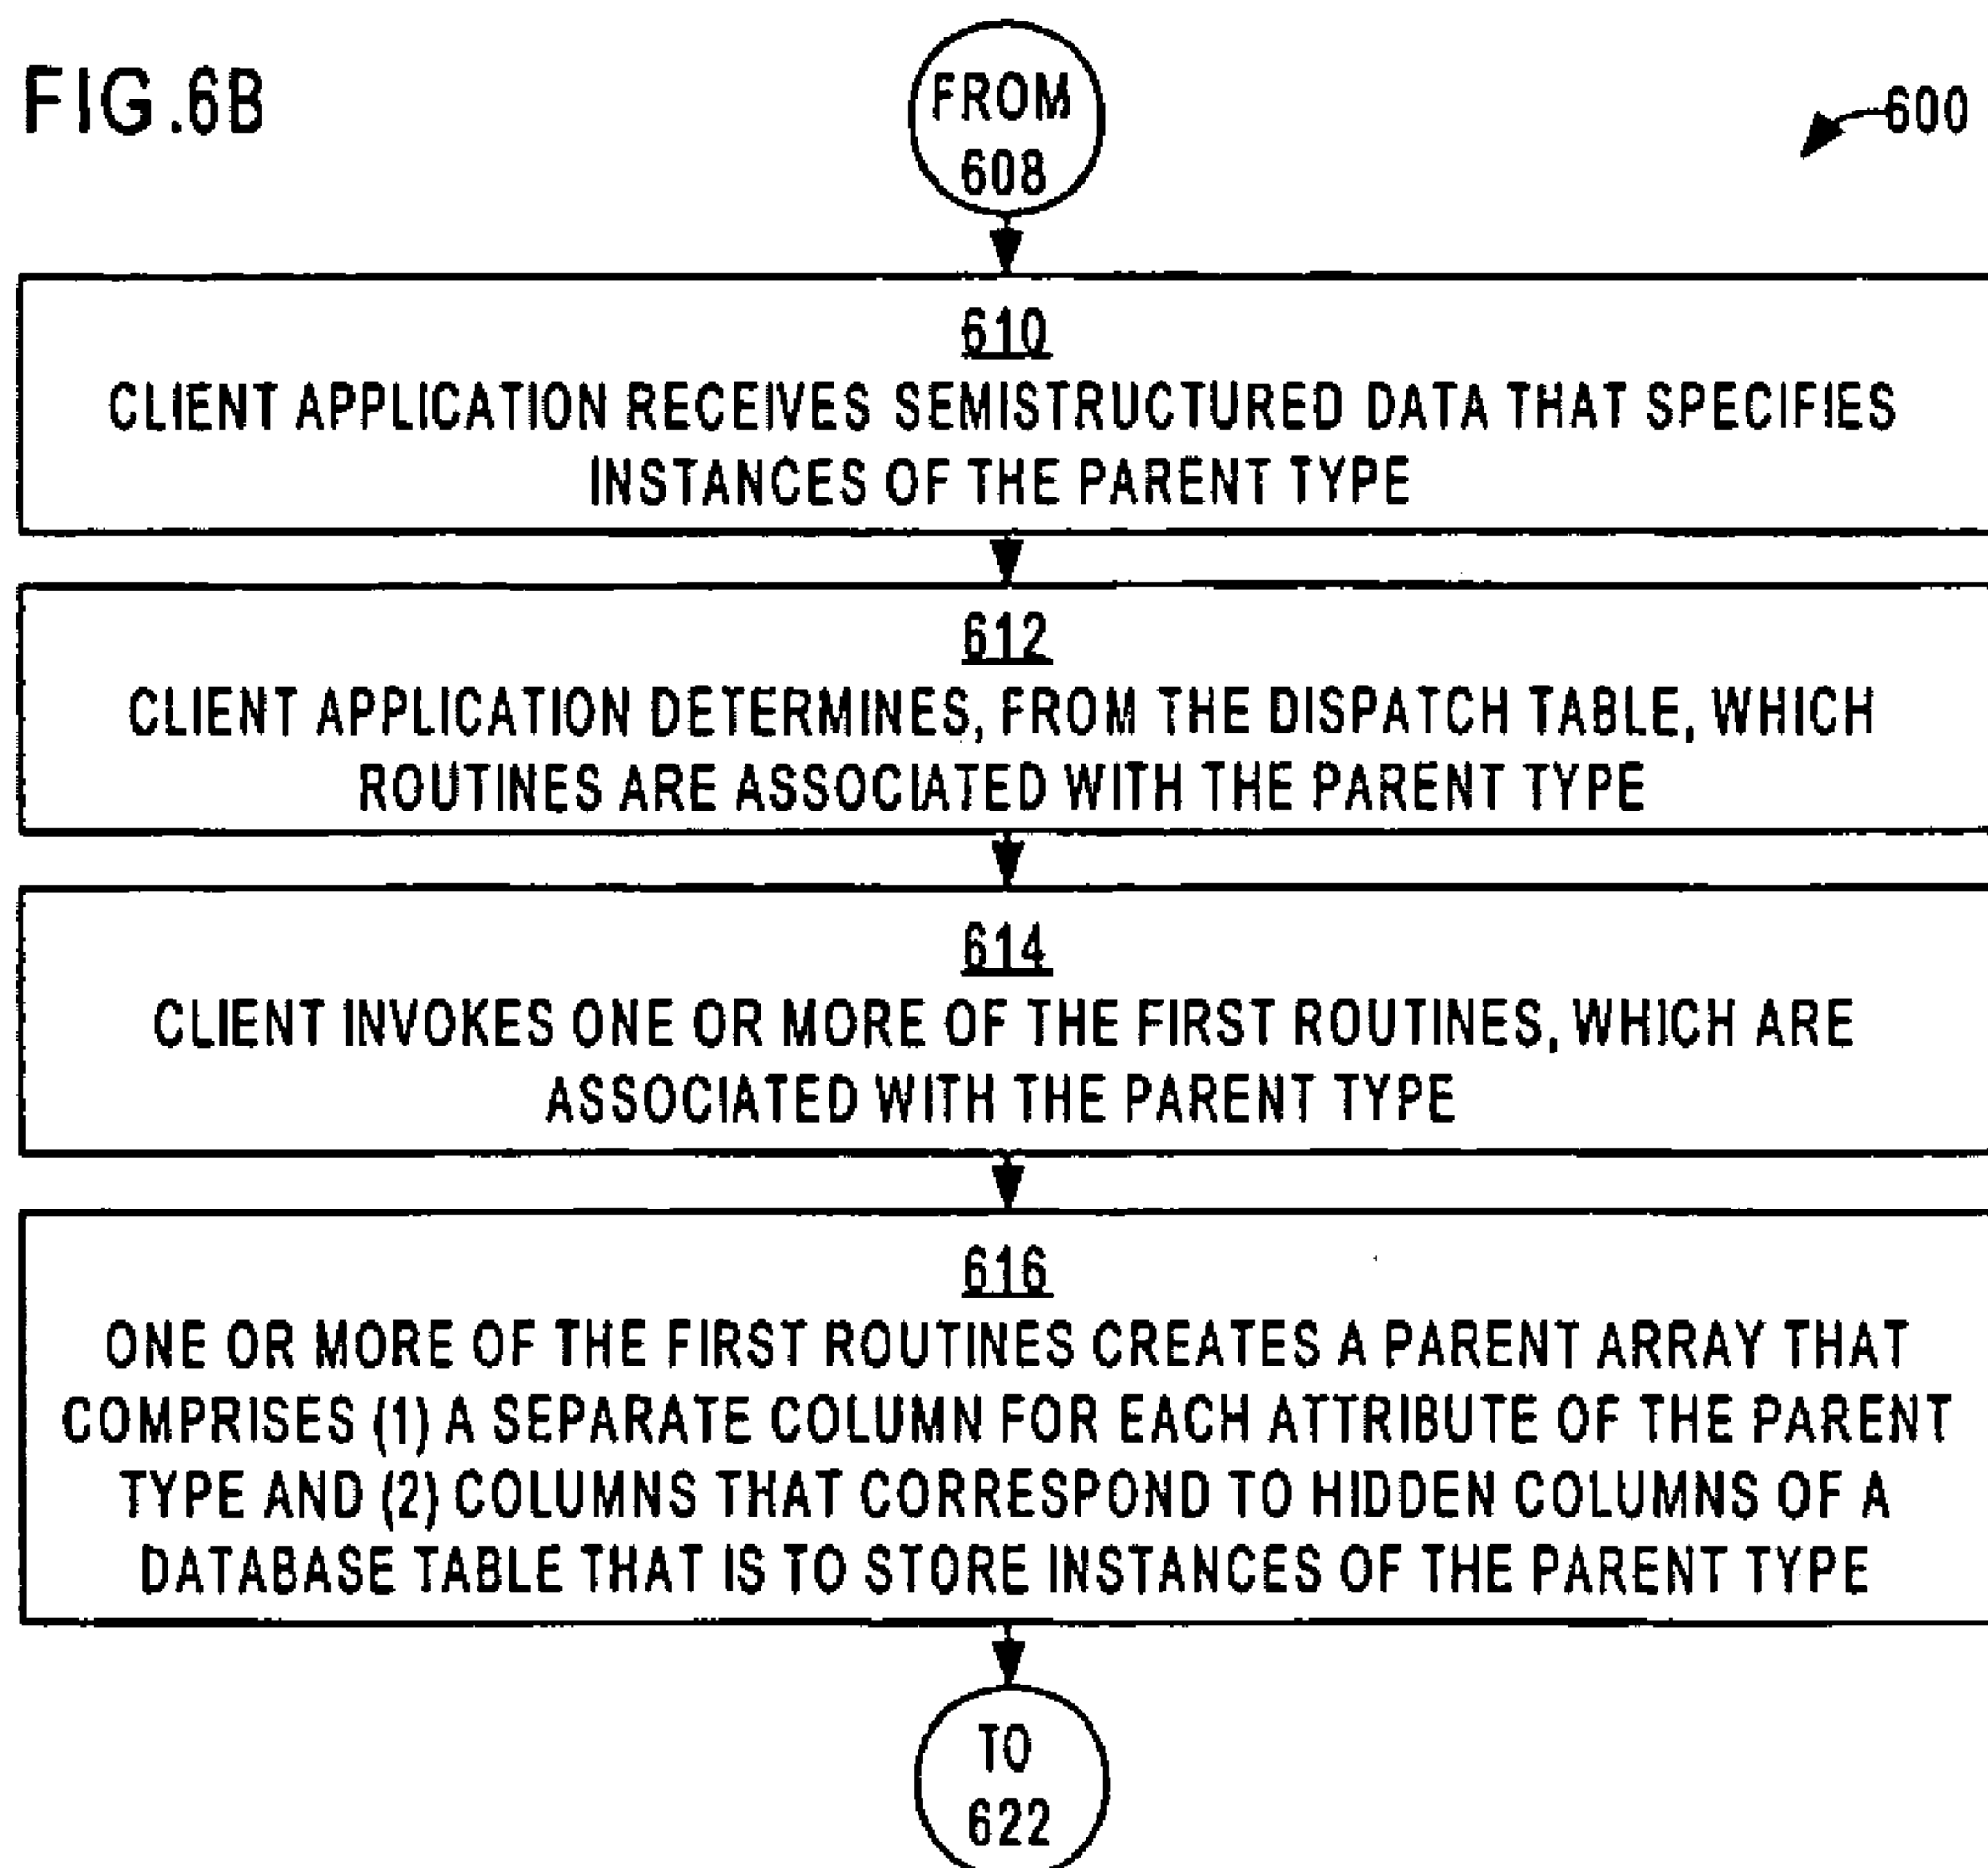 FIG.6B
FROM
608
600
610
CLIENT APPLICATION RECEIVES SEMISTRUCTURED DATA THAT SPECIFIES
INSTANCES OF THE PARENT TYPE
612
CLIENT APPLICATION DETERMINES, FROM THE DISPATCH TABLE, WHICH
ROUTINES ARE ASSOCIATED WITH THE PARENT TYPE
614
CLIENT INVOKES ONE OR MORE OF THE FIRST ROUTINES, WHICH ARE
ASSOCIATED WITH THE PARENT TYPE
616
ONE OR MORE OF THE FIRST ROUTINES CREATES A PARENT ARRAY THAT
COMPRISES (1) A SEPARATE COLUMN FOR EACH ATTRIBUTE OF THE PARENT
TYPE AND (2) COLUMNS THAT CORRESPOND TO HIDDEN COLUMNS OF A
DATABASE TABLE THAT IS TO STORE INSTANCES OF THE PARENT TYPE
TO
622